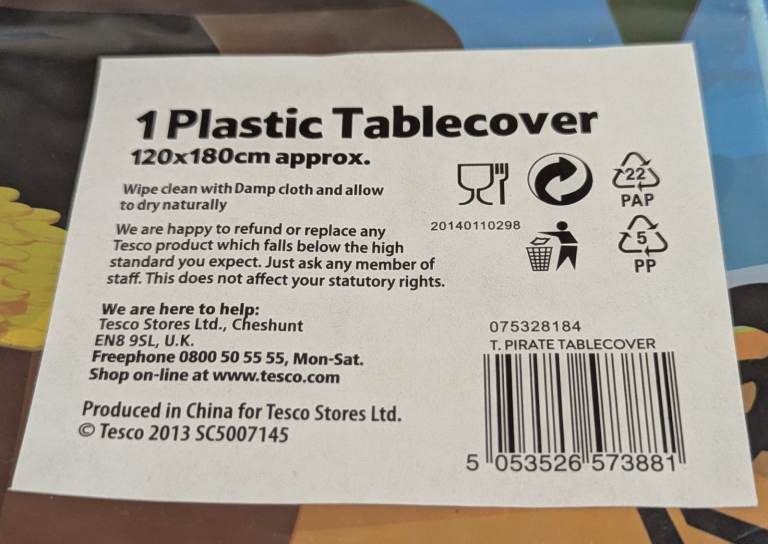 1 Plastic Tablecover
120x180cm approx.
Wipe clean with Damp cloth and allow
to dry naturally
We are happy to refund or replace any
Tesco product which falls below the high
standard you expect. Just ask any member of
staff. This does not affect your statutory rights.
We are here to help:
Tesco Stores Ltd., Cheshunt
EN8 9SL, U.K.
Freephone 0800 50 55 55, Mon-Sat.
Shop on-line at www.tesco.com
Produced in China for Tesco Stores Ltd.
© Tesco 2013 SC5007145
20140110298
22
PAP
5
PP
075328184
T. PIRATE TABLECOVER
5 053526 573881